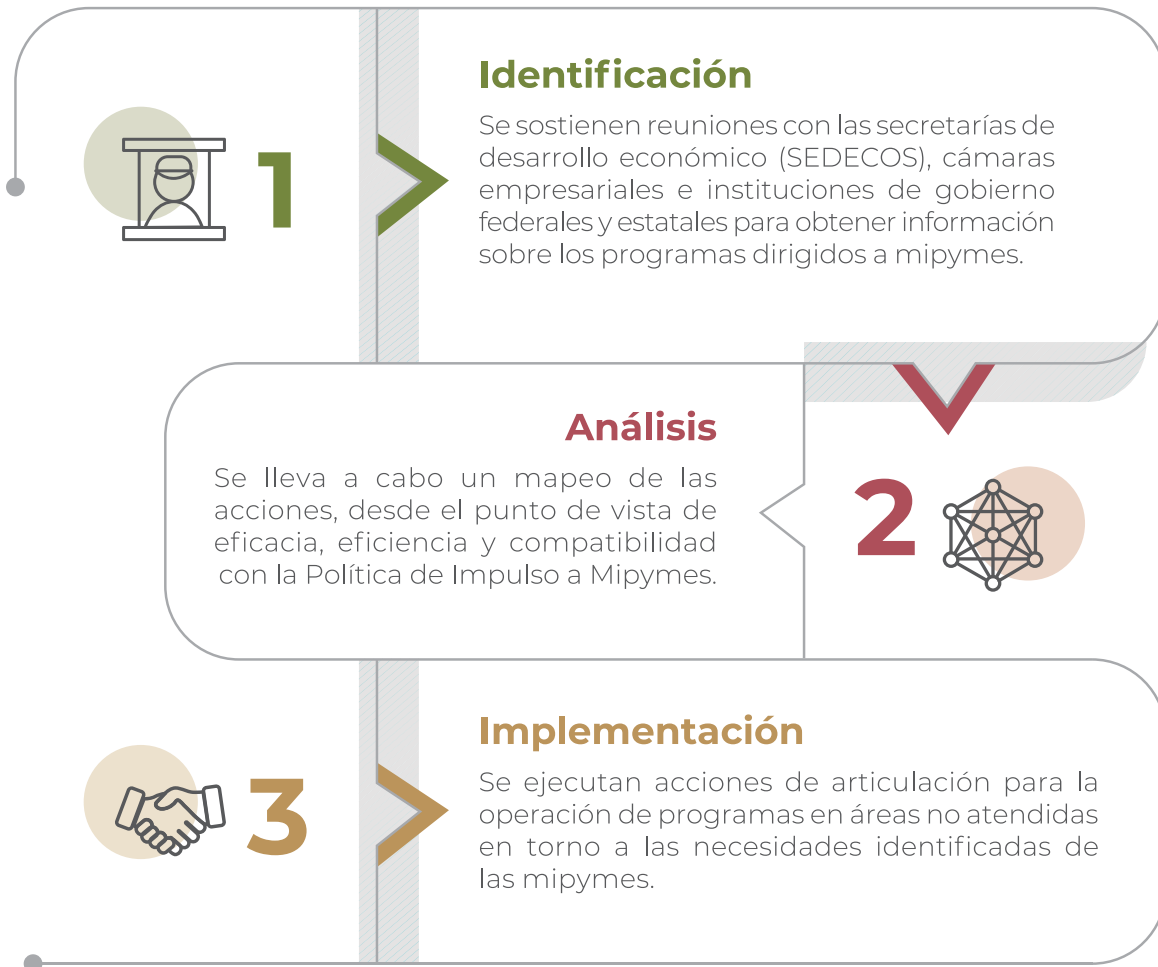 1
Identificación
Se sostienen reuniones con las secretarías de
desarrollo económico (SEDECOS), cámaras
empresariales e instituciones de gobierno
federales y estatales para obtener información
sobre los programas dirigidos a mipymes.
Análisis
Se lleva a cabo un mapeo de las
acciones, desde el punto de vista de
eficacia, eficiencia y compatibilidad
con la Política de Impulso a Mipymes.
2
3
Implementación
Se ejecutan acciones de articulación para la
operación de programas en áreas no atendidas
en torno a las necesidades identificadas de
las mipymes.